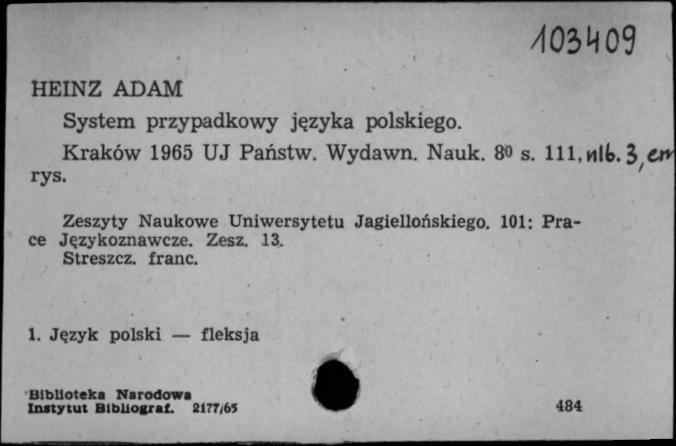 103409
HEINZ ADAM
System przypadkowy języka polskiego.
Kraków 1965 UJ Państw. Wydawn. Nauk. 8⁰ s. 111, nlb. 3,
rys.
Zeszyty Naukowe Uniwersytetu Jagiellońskiego. 101: Pra-
ce Językoznawcze. Zesz. 13.
Streszcz. franc.
1. Język polski — fleksja
Biblioteka Narodowa
Instytut Bibliograf. 2177/65
484